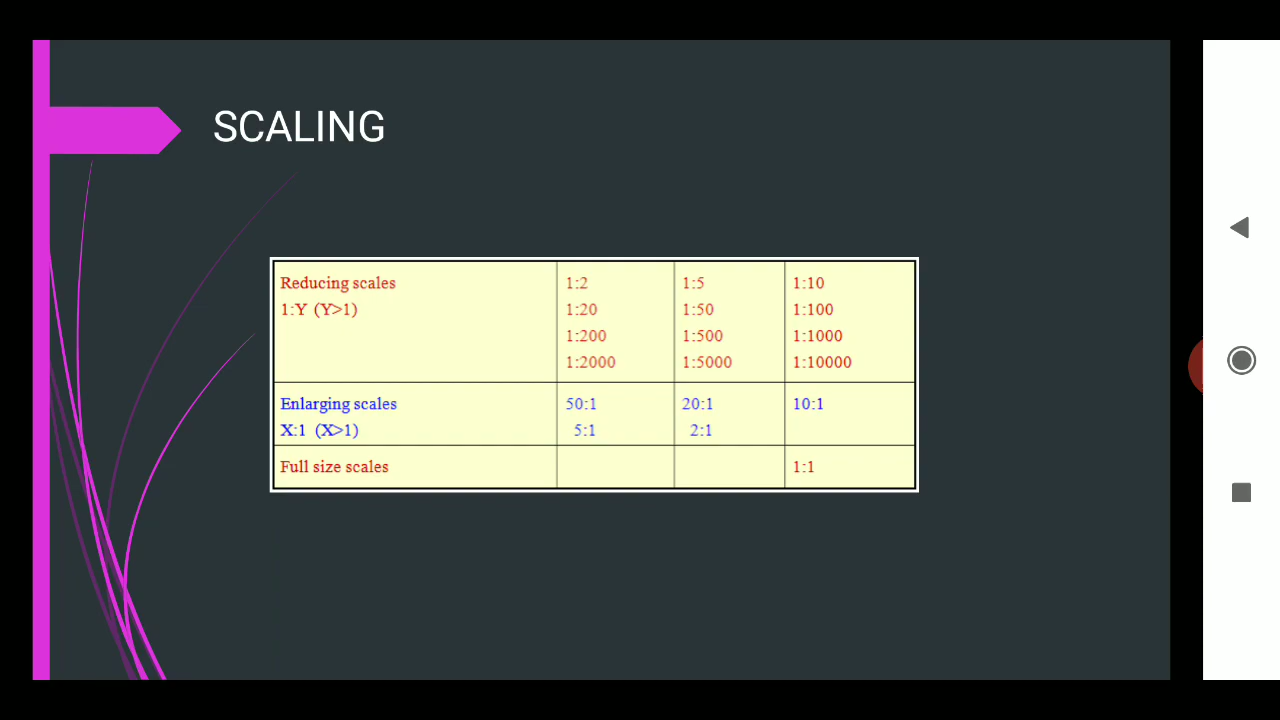 SCALING
Reducing scales 1:2 1:5 1:10
1:Y (Y>1) 1:20 1:50 1:100
1:200 1:500 1:1000
1:2000 1:5000 1:10000
Enlarging scales 50:1 20:1 10:1
X:1 (X>1) 5:1 2:1
Full size scales 1:1